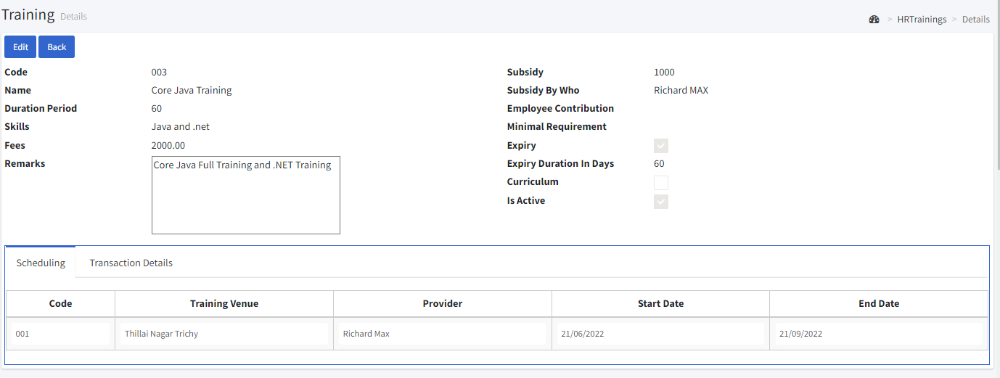 Training Details
> HRTrainings > Details
Edit Back
Code 003
Name Core Java Training
Duration Period 60
Skills Java and .net
Fees 2000.00
Remarks Core Java Full Training and .NET Training
Subsidy 1000
Subsidy By Who Richard MAX
Employee Contribution
Minimal Requirement
Expiry
Expiry Duration In Days 60
Curriculum
Is Active
Scheduling Transaction Details
Code Training Venue Provider Start Date End Date
001 Thillai Nagar Trichy Richard Max 21/06/2022 21/09/2022